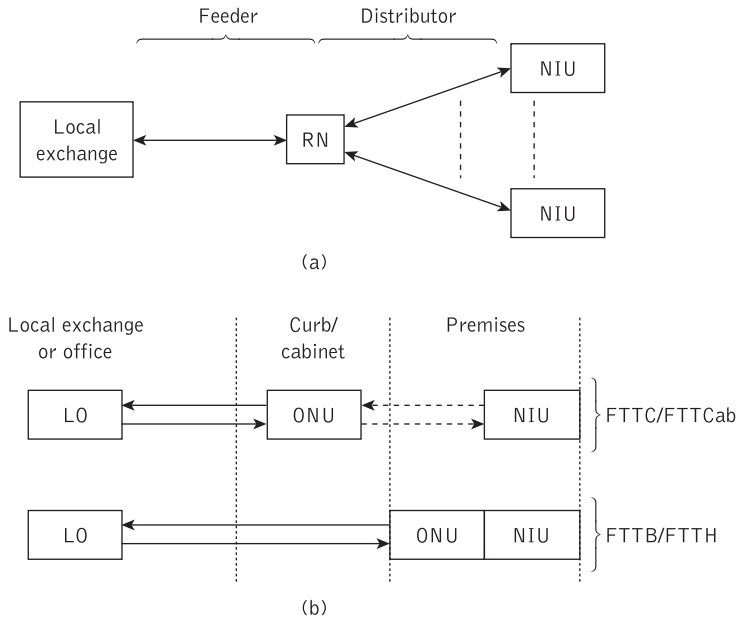 Feeder
Distributor
NIU
Local
exchange
RN
NIU
(a)
Local exchange
or office
Curb/
cabinet
Premises
LO
ONU
NIU
FTTC/FTTCab
LO
ONU
NIU
FTTB/FTTH
(b)